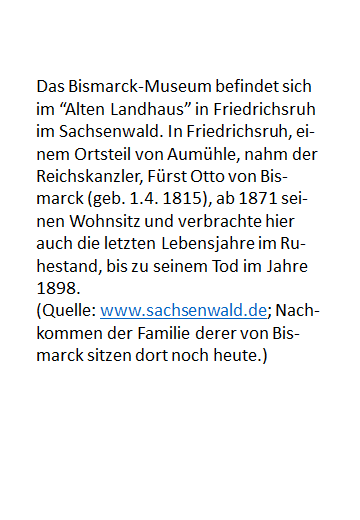 Das Bismarck-Museum befindet sich
im “Alten Landhaus” in Friedrichsruh
im Sachsenwald. In Friedrichsruh, ei-
nem Ortsteil von Aumühle, nahm der
Reichskanzler, Fürst Otto von Bis-
marck (geb. 1.4. 1815), ab 1871 sei-
nen Wohnsitz und verbrachte hier
auch die letzten Lebensjahre im Ru-
hestand, bis zu seinem Tod im Jahre
1898.
(Quelle: www.sachsenwald.de; Nach-
kommen der Familie derer von Bis-
marck sitzen dort noch heute.)